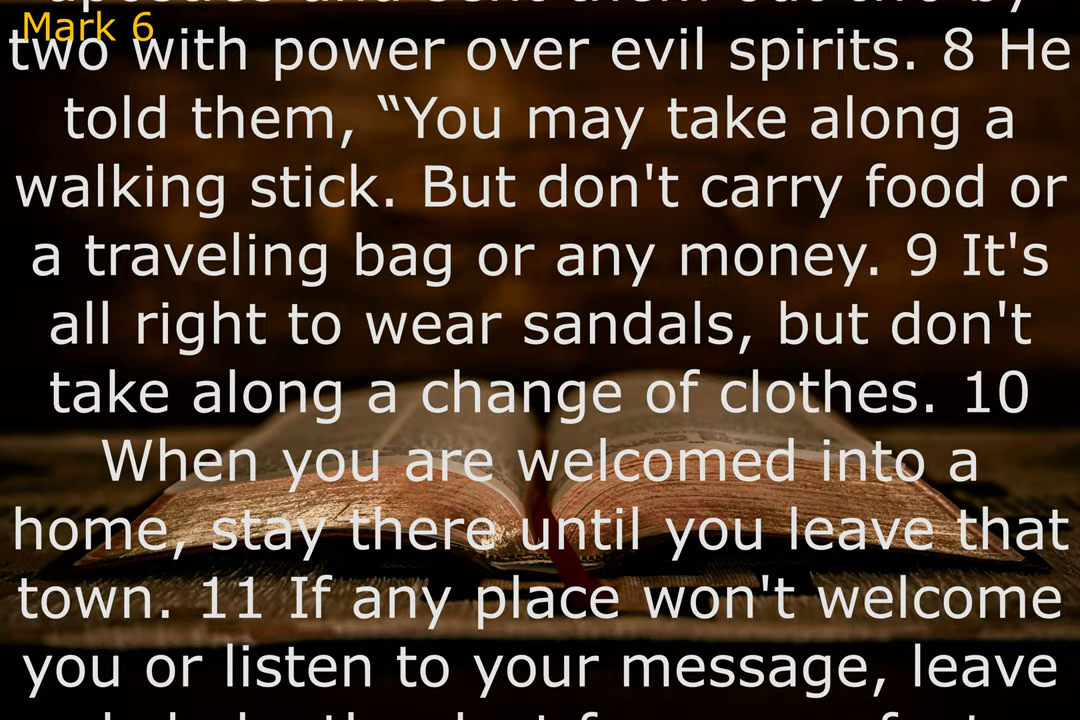 Mark 6
two with power over evil spirits. 8 He
told them, “You may take along a
walking stick. But don't carry food or
a traveling bag or any money. 9 It's
all right to wear sandals, but don't
take along a change of clothes. 10
When you are welcomed into a
home, stay there until you leave that
town. 11 If any place won't welcome
you or listen to your message, leave